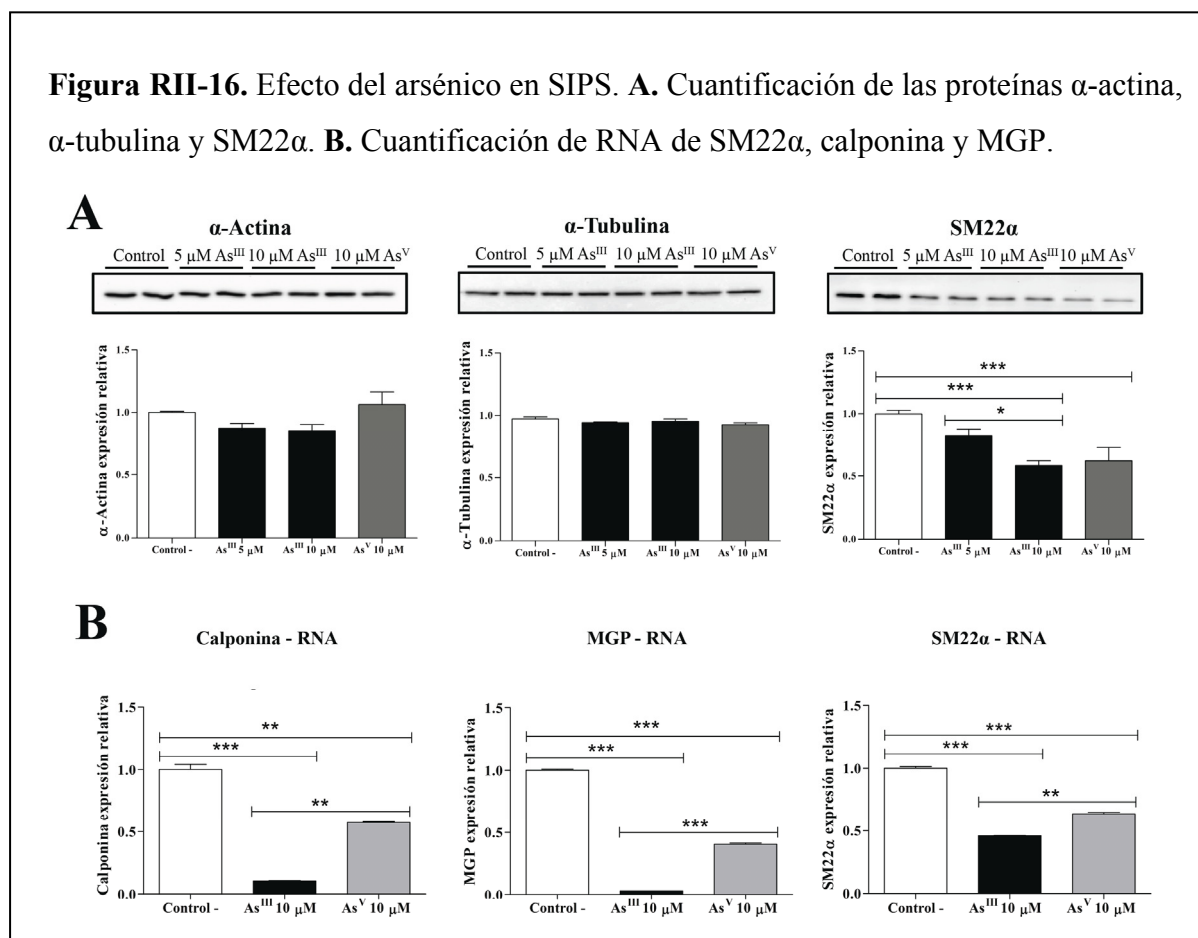 Figura RII-16. Efecto del arsénico en SIPS. A. Cuantificación de las proteínas α-actina,
α-tubulina y SM22α. B. Cuantificación de RNA de SM22α, calponina y MGP.
A
α-Actina
Control 5 µM As^III 10 µM As^III 10 µM As^V
α-Actina expresión relativa
1.5
1.0
0.5
0.0
Control -
As^III 5 µM
As^III 10 µM
As^V 10 µM
α-Tubulina
Control 5 µM As^III 10 µM As^III 10 µM As^V
α-Tubulina expresión relativa
1.5
1.0
0.5
0.0
Control -
As^III 5 µM
As^III 10 µM
As^V 10 µM
SM22α
Control 5 µM As^III 10 µM As^III 10 µM As^V
SM22α expresión relativa
1.5
1.0
0.5
0.0
***
***
*
Control -
As^III 5 µM
As^III 10 µM
As^V 10 µM
B
Calponina - RNA
Calponina expresión relativa
1.5
1.0
0.5
0.0
**
***
**
Control -
As^III 10 µM
As^V 10 µM
MGP - RNA
MGP expresión relativa
1.5
1.0
0.5
0.0
***
***
***
Control -
As^III 10 µM
As^V 10 µM
SM22α - RNA
SM22α expresión relativa
1.5
1.0
0.5
0.0
***
***
**
Control -
As^III 10 µM
As^V 10 µM